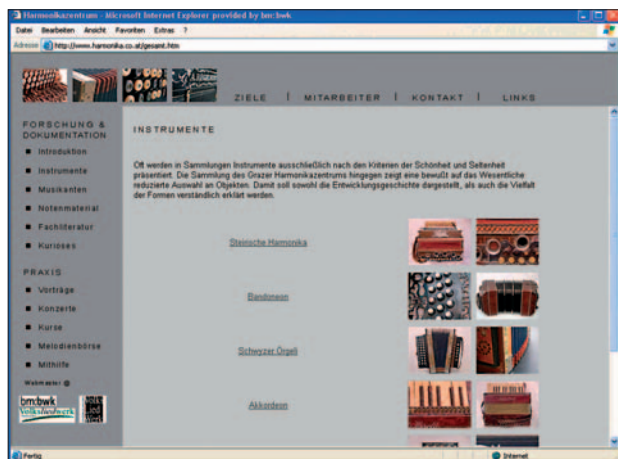 Harmonikazentrum - Microsoft Internet Explorer provided by bm:bwk
Datei Bearbeiten Ansicht Favoriten Extras ?
Adresse http://www.harmonika.co.at/gesamt.htm
ZIELE | MITARBEITER | KONTAKT | LINKS
FORSCHUNG &
DOKUMENTATION
Introduktion
Instrumente
Musikanten
Notenmaterial
Fachliteratur
Kurioses
PRAXIS
Vorträge
Konzerte
Kurse
Melodienbörse
Mithilfe
Webmaster @
bm:bwk
Volksliedwerk
INSTRUMENTE
Oft werden in Sammlungen Instrumente ausschließlich nach den Kriterien der Schönheit und Seltenheit
präsentiert. Die Sammlung des Grazer Harmonikazentrums hingegen zeigt eine bewußt auf das Wesentliche
reduzierte Auswahl an Objekten. Damit soll sowohl die Entwicklungsgeschichte dargestellt, als auch die Vielfalt
der Formen verständlich erklärt werden.
Steirische Harmonika
Bandoneon
Schwyzer Örgeli
Akkordeon
Fertig
Internet